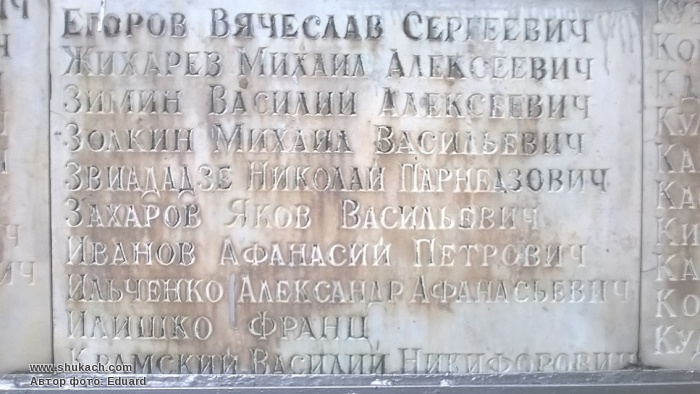 Егоров Вячеслав Сергеевич
Жихарев Михаил Алексеевич
Зимин Василий Алексеевич
Золкин Михаил Васильевич
Звиададзе Николай Парнеазович
Захаров Яков Васильевич
Иванов Афанасий Петрович
Ильченко Александр Афанасьевич
Илишко Франц
Крамский Василий Никифорович
www.shukach.com
Автор фото: Eduard